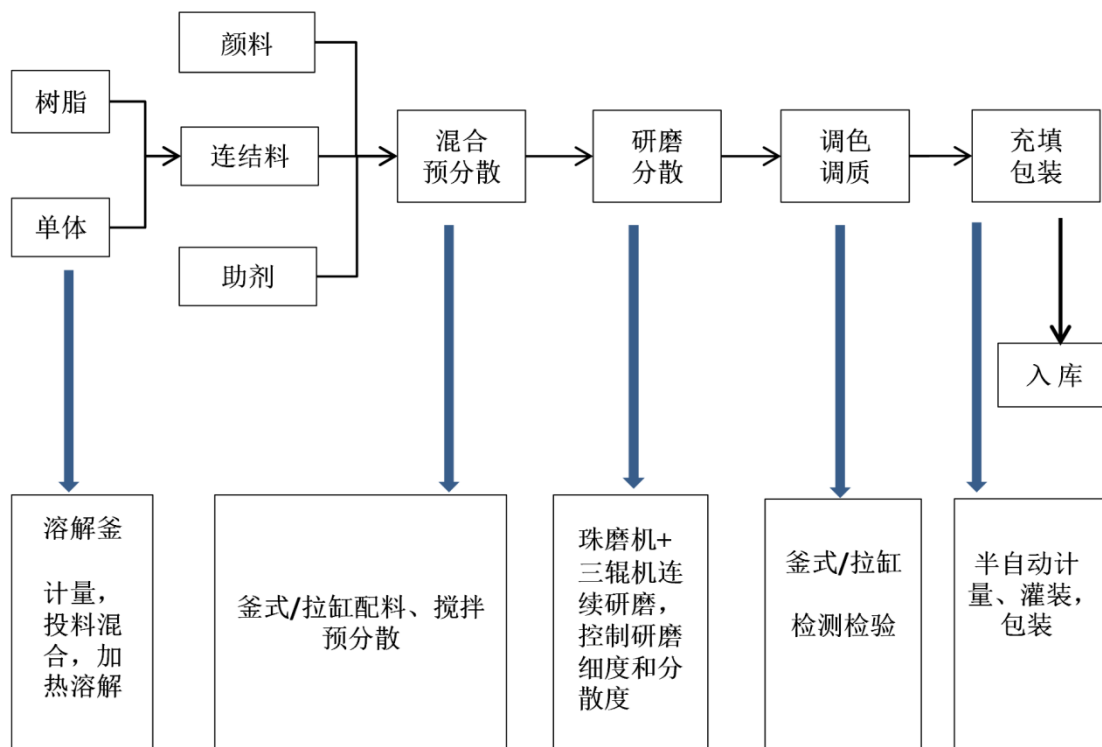 颜料
树脂
连结料
混合
预分散
研磨
分散
调色
调质
充填
包装
单体
助剂
入 库
溶解釜
计量，
投料混
合，加
热溶解
釜式/拉缸配料、搅拌
预分散
珠磨机+
三辊机连
续研磨，
控制研磨
细度和分
散度
釜式/拉缸
检测检验
半自动计
量、灌装，
包装